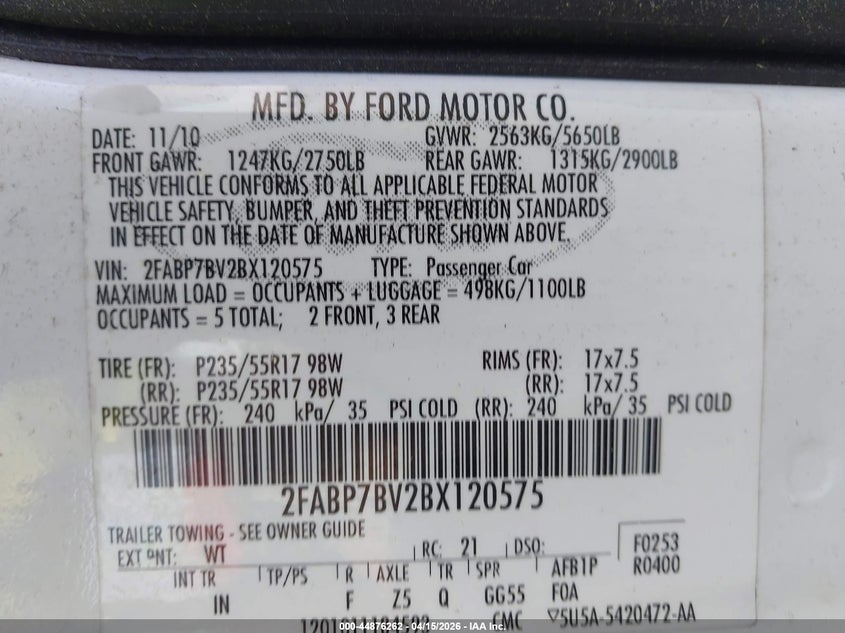 MFD. BY FORD MOTOR CO.
DATE: 11/10 GVWR: 2563KG/5650LB
FRONT GAWR: 1247KG/2750LB REAR GAWR: 1315KG/2900LB
THIS VEHICLE CONFORMS TO ALL APPLICABLE FEDERAL MOTOR
VEHICLE SAFETY, BUMPER, AND THEFT PREVENTION STANDARDS
IN EFFECT ON THE DATE OF MANUFACTURE SHOWN ABOVE.
VIN: 2FABP7BV2BX120575 TYPE: Passenger Car
MAXIMUM LOAD = OCCUPANTS + LUGGAGE = 498KG/1100LB
OCCUPANTS = 5 TOTAL; 2 FRONT, 3 REAR
TIRE (FR): P235/55R17 98W RIMS (FR): 17x7.5
(RR): P235/55R17 98W (RR): 17x7.5
PRESSURE (FR): 240 kPa/ 35 PSI COLD (RR): 240 kPa/ 35 PSI COLD
2FABP7BV2BX120575
TRAILER TOWING - SEE OWNER GUIDE
EXT PNT: WT RC: 21 DSO: F0253
INT TR TP/PS R AXLE TR SPR AFB1P R0400
IN F Z5 Q GG55 FOA
CMC 5U5A-5420472-AA
000-44876262 - 04/15/2026 - IAA Inc.